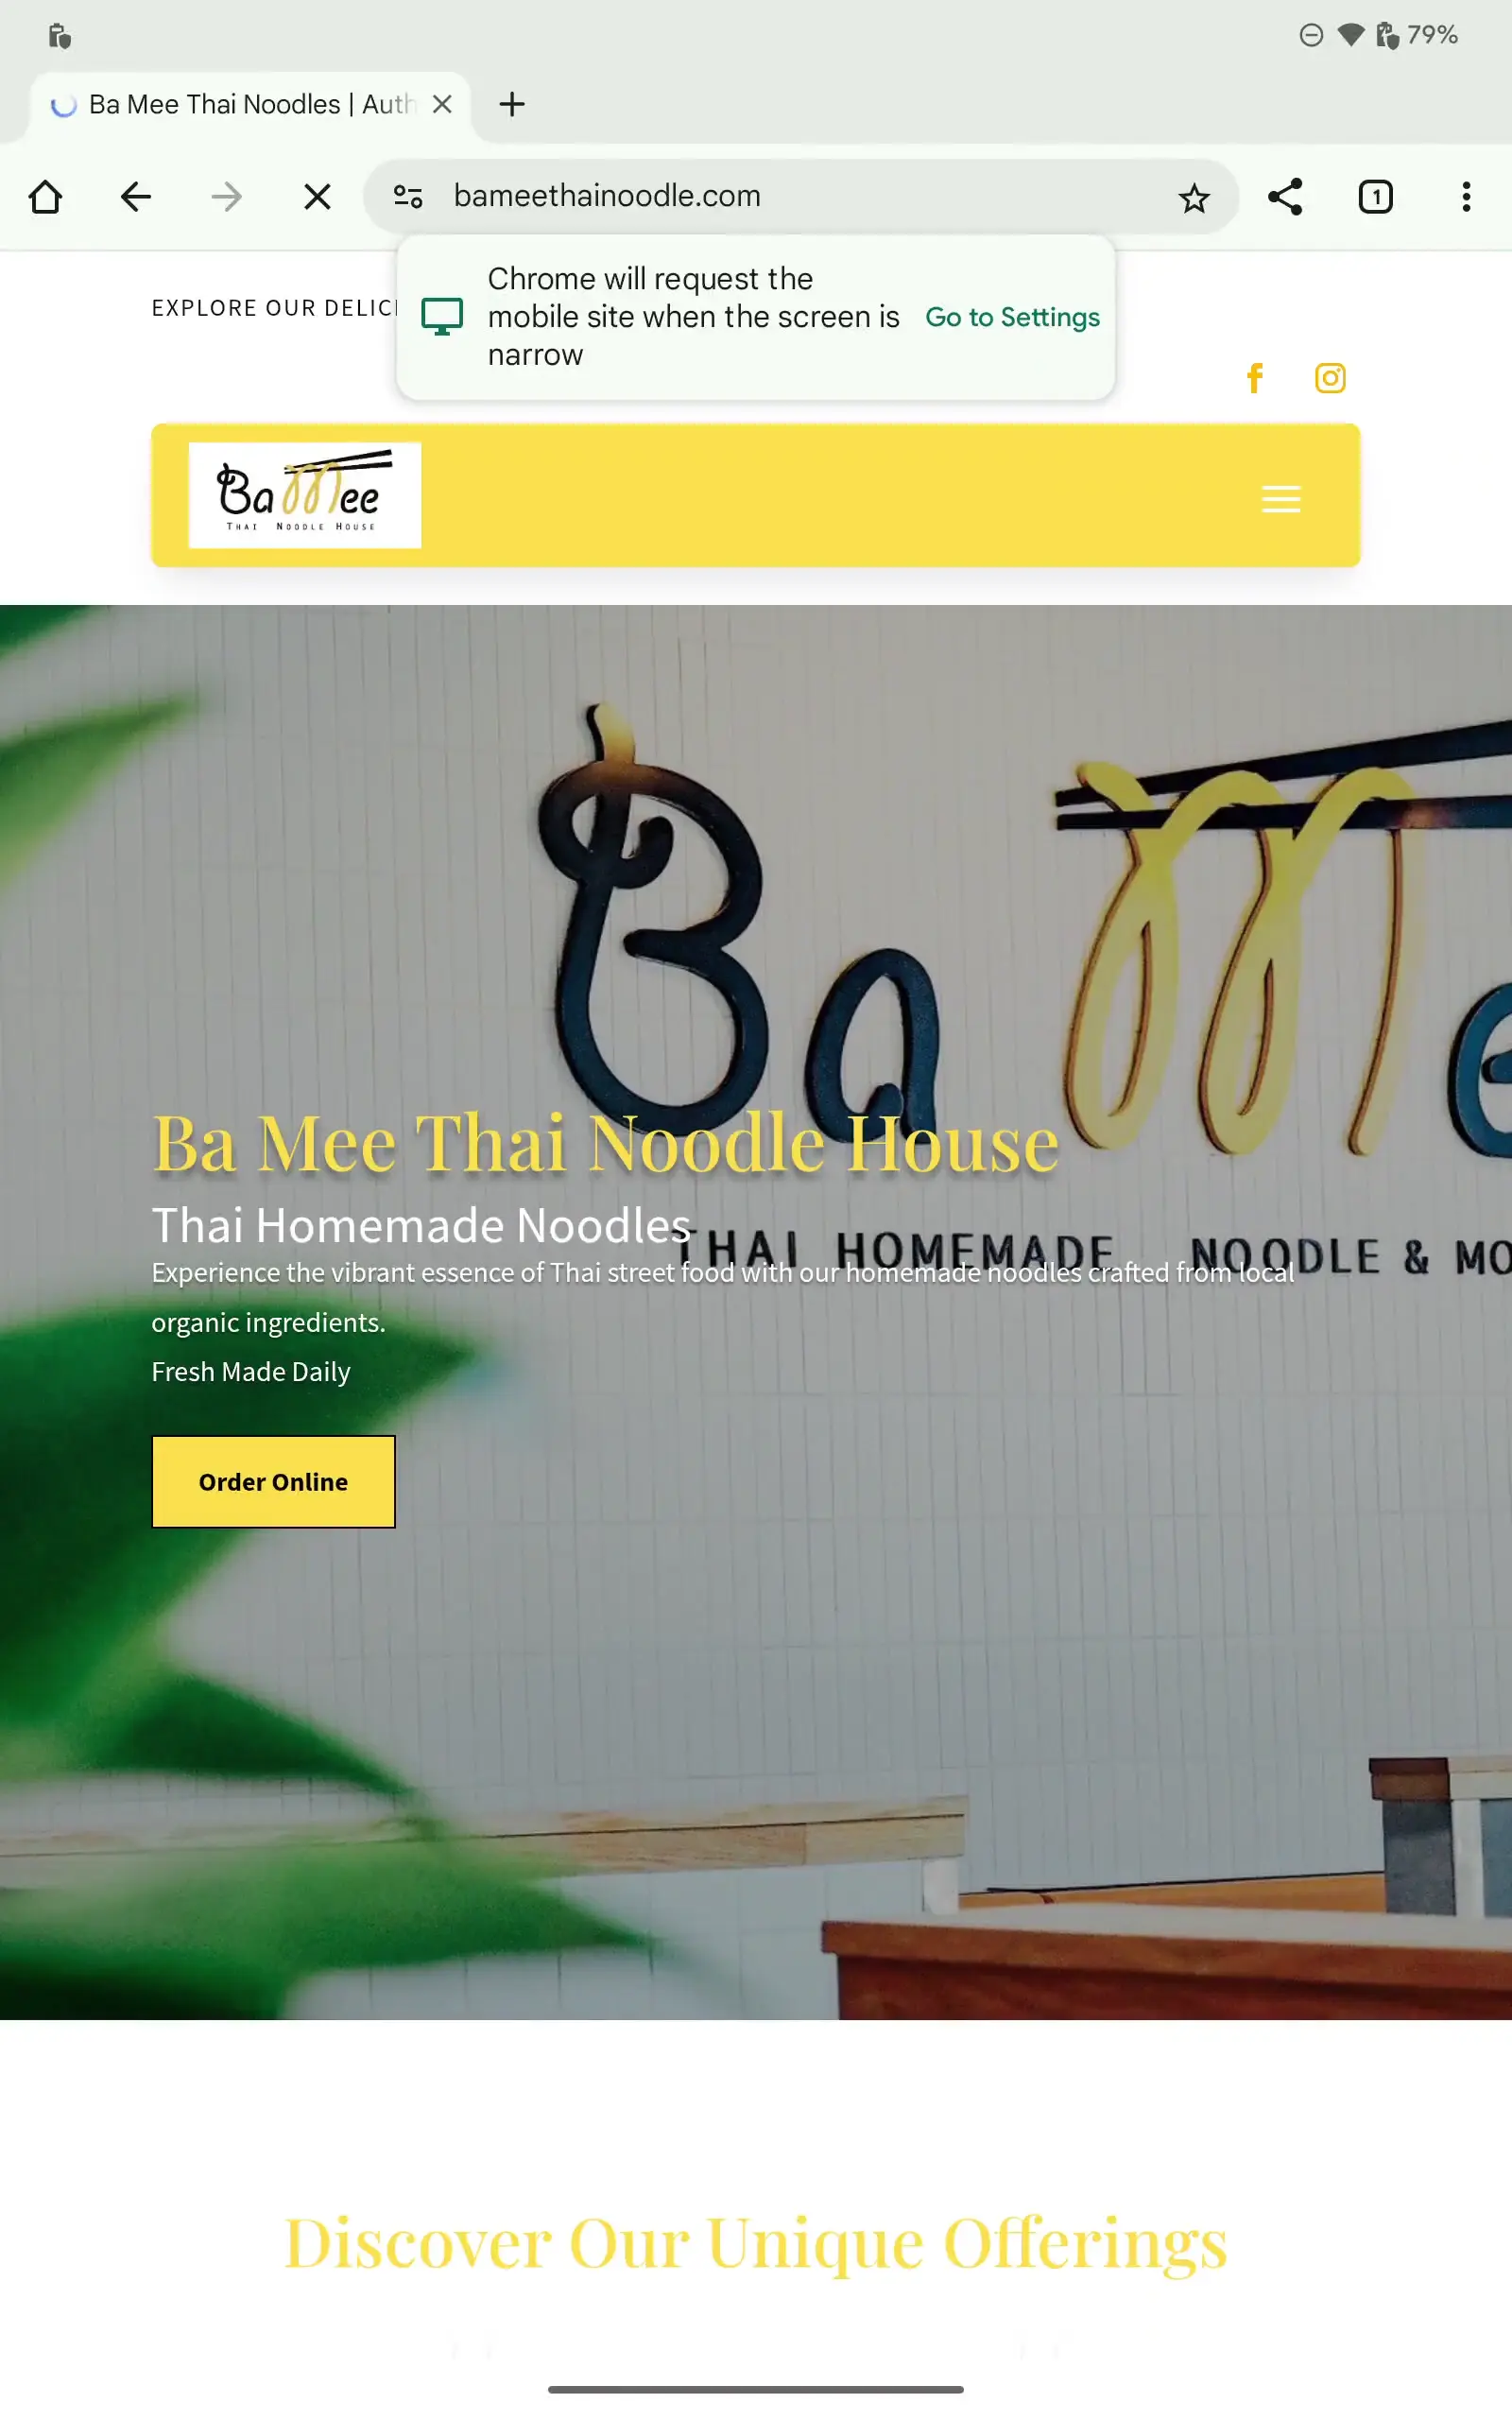 79%
Ba Mee Thai Noodles | Auth
bameethainoodle.com
1
Chrome will request the
mobile site when the screen is
narrow
Go to Settings
EXPLORE OUR
Ba Mee
THAI NOODLE HOUSE
Ba Me
Ba Mee Thai Noodle House
Thai Homemade Noodles
THAI HOMEMADE NOODLE & MO
Experience the vibrant essence of Thai street food with our homemade noodles crafted from local
organic ingredients.
Fresh Made Daily
Order Online
Discover Our Unique Offerings